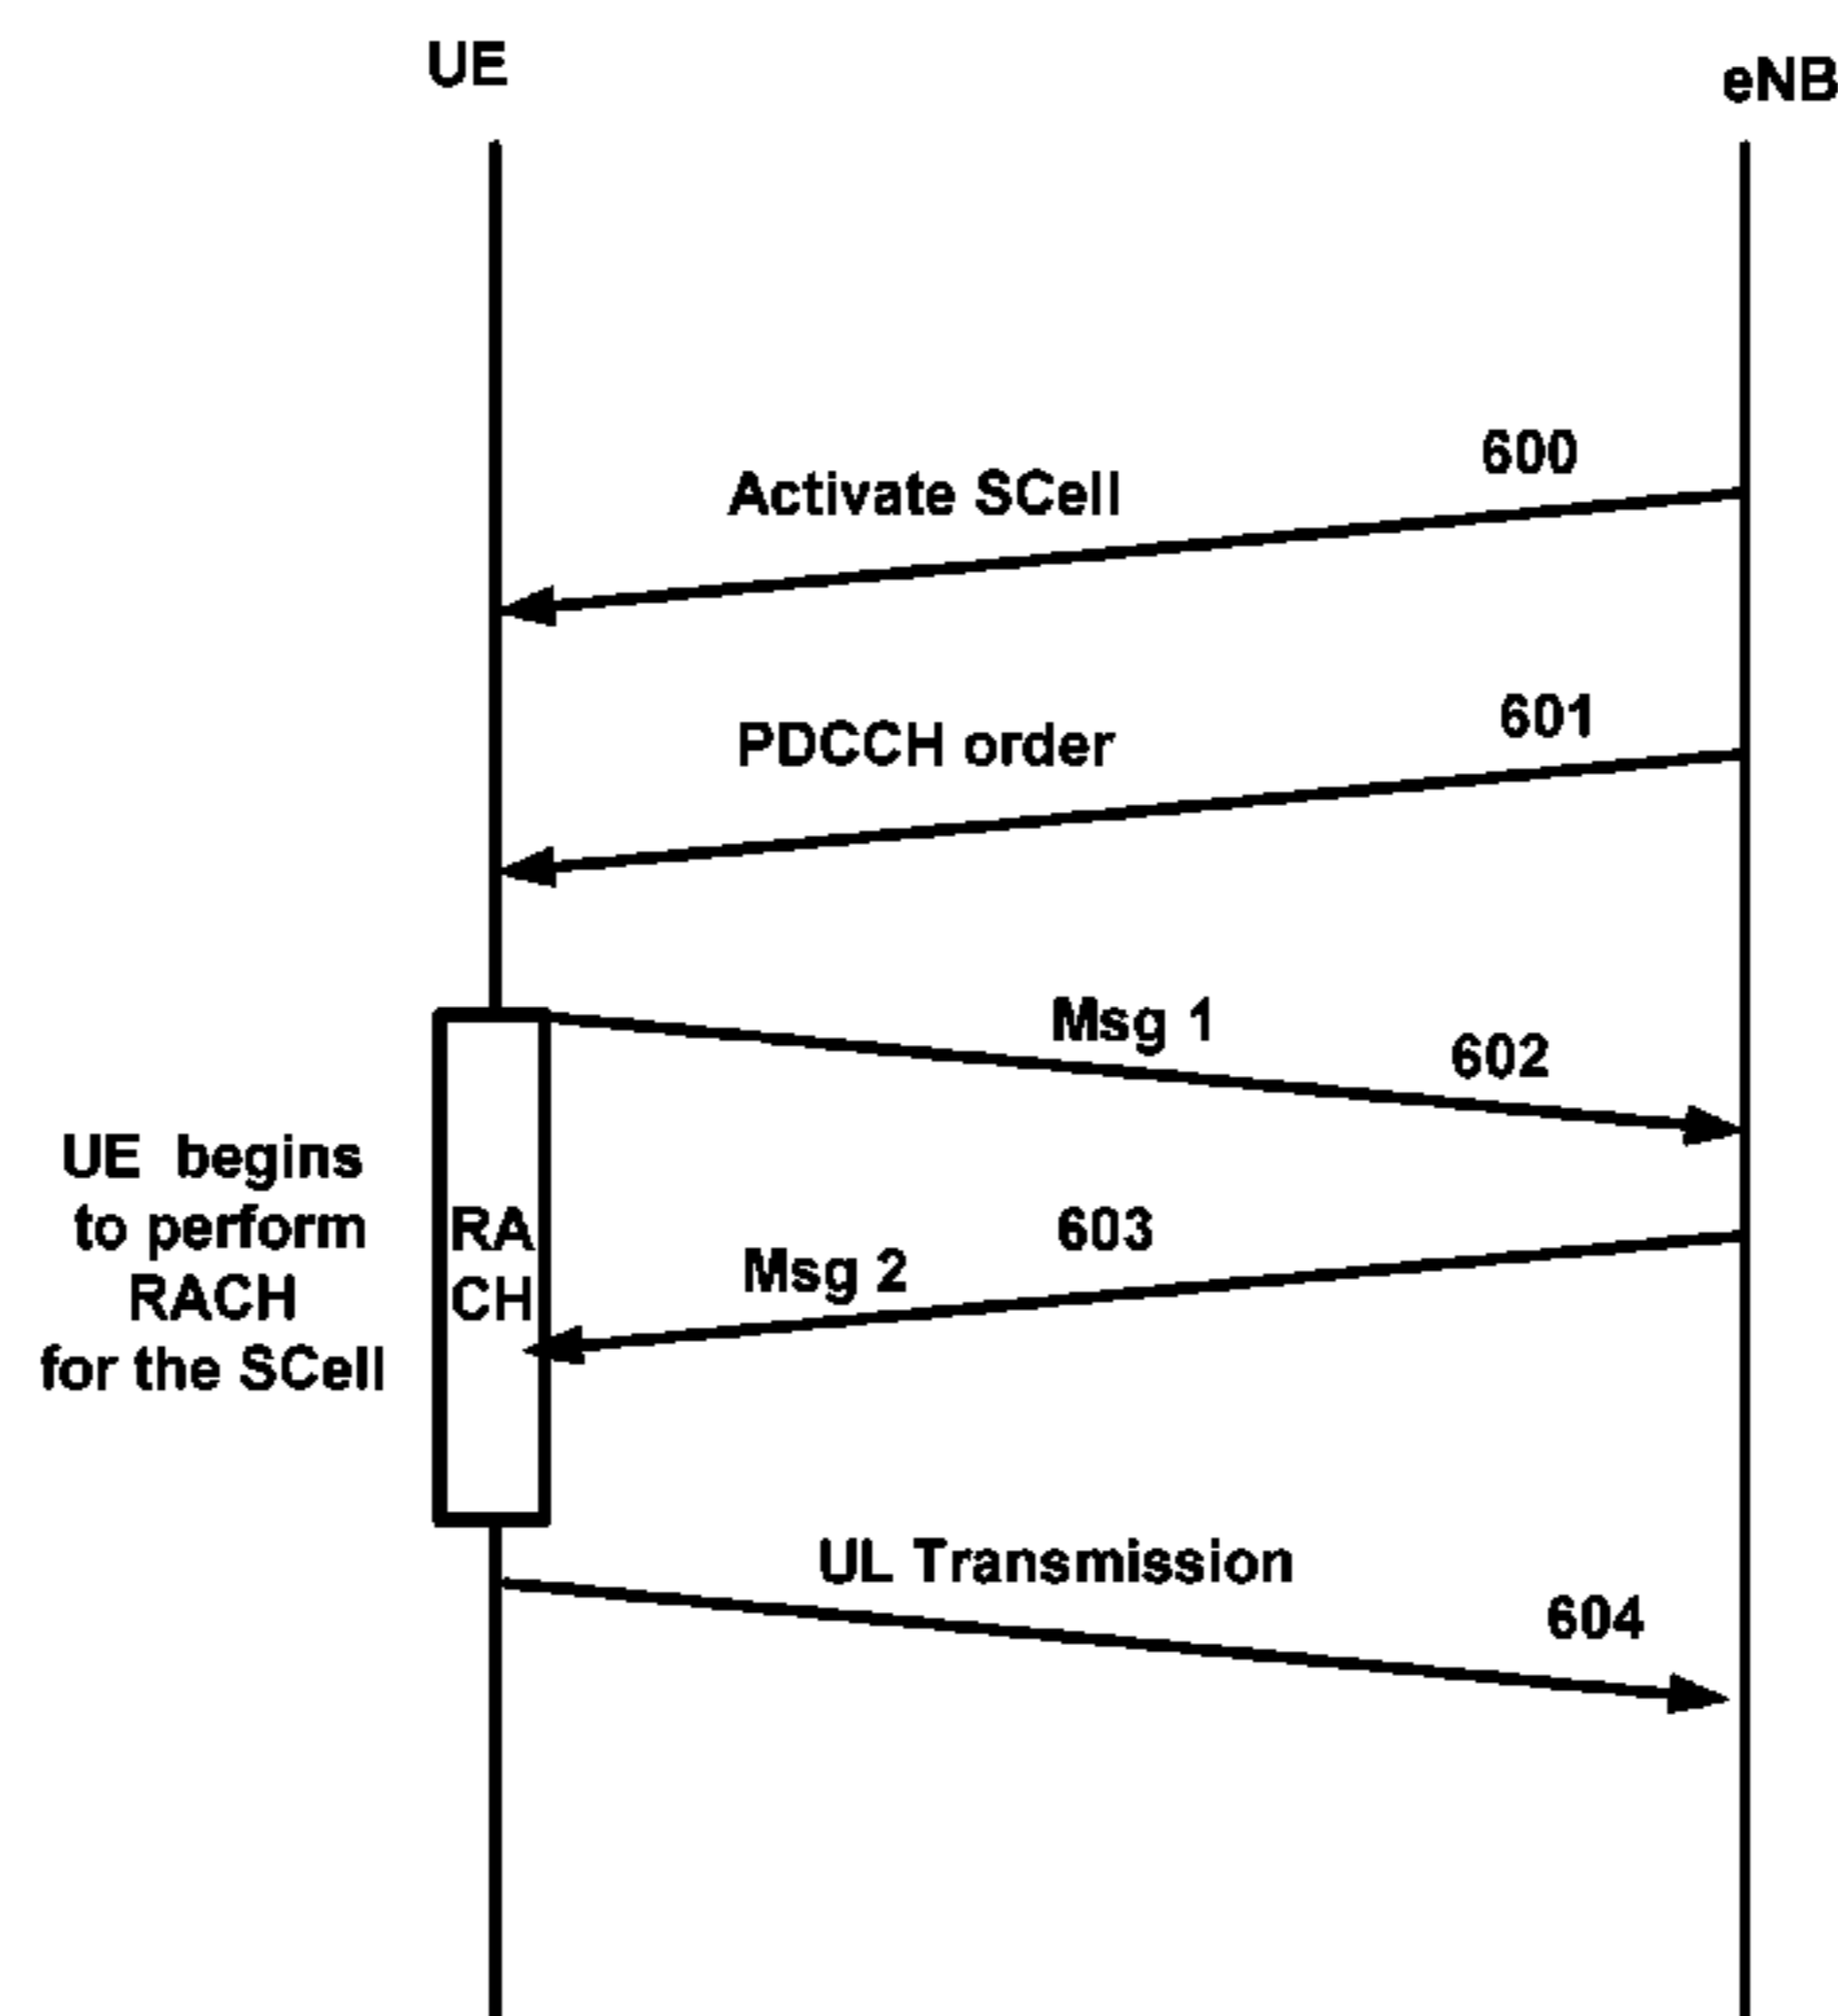 UE
eNB
600
Activate SCell
601
PDCCH order
Msg 1
602
UE begins
to perform
RACH
for the SCell
RA
CH
603
Msg 2
UL Transmission
604